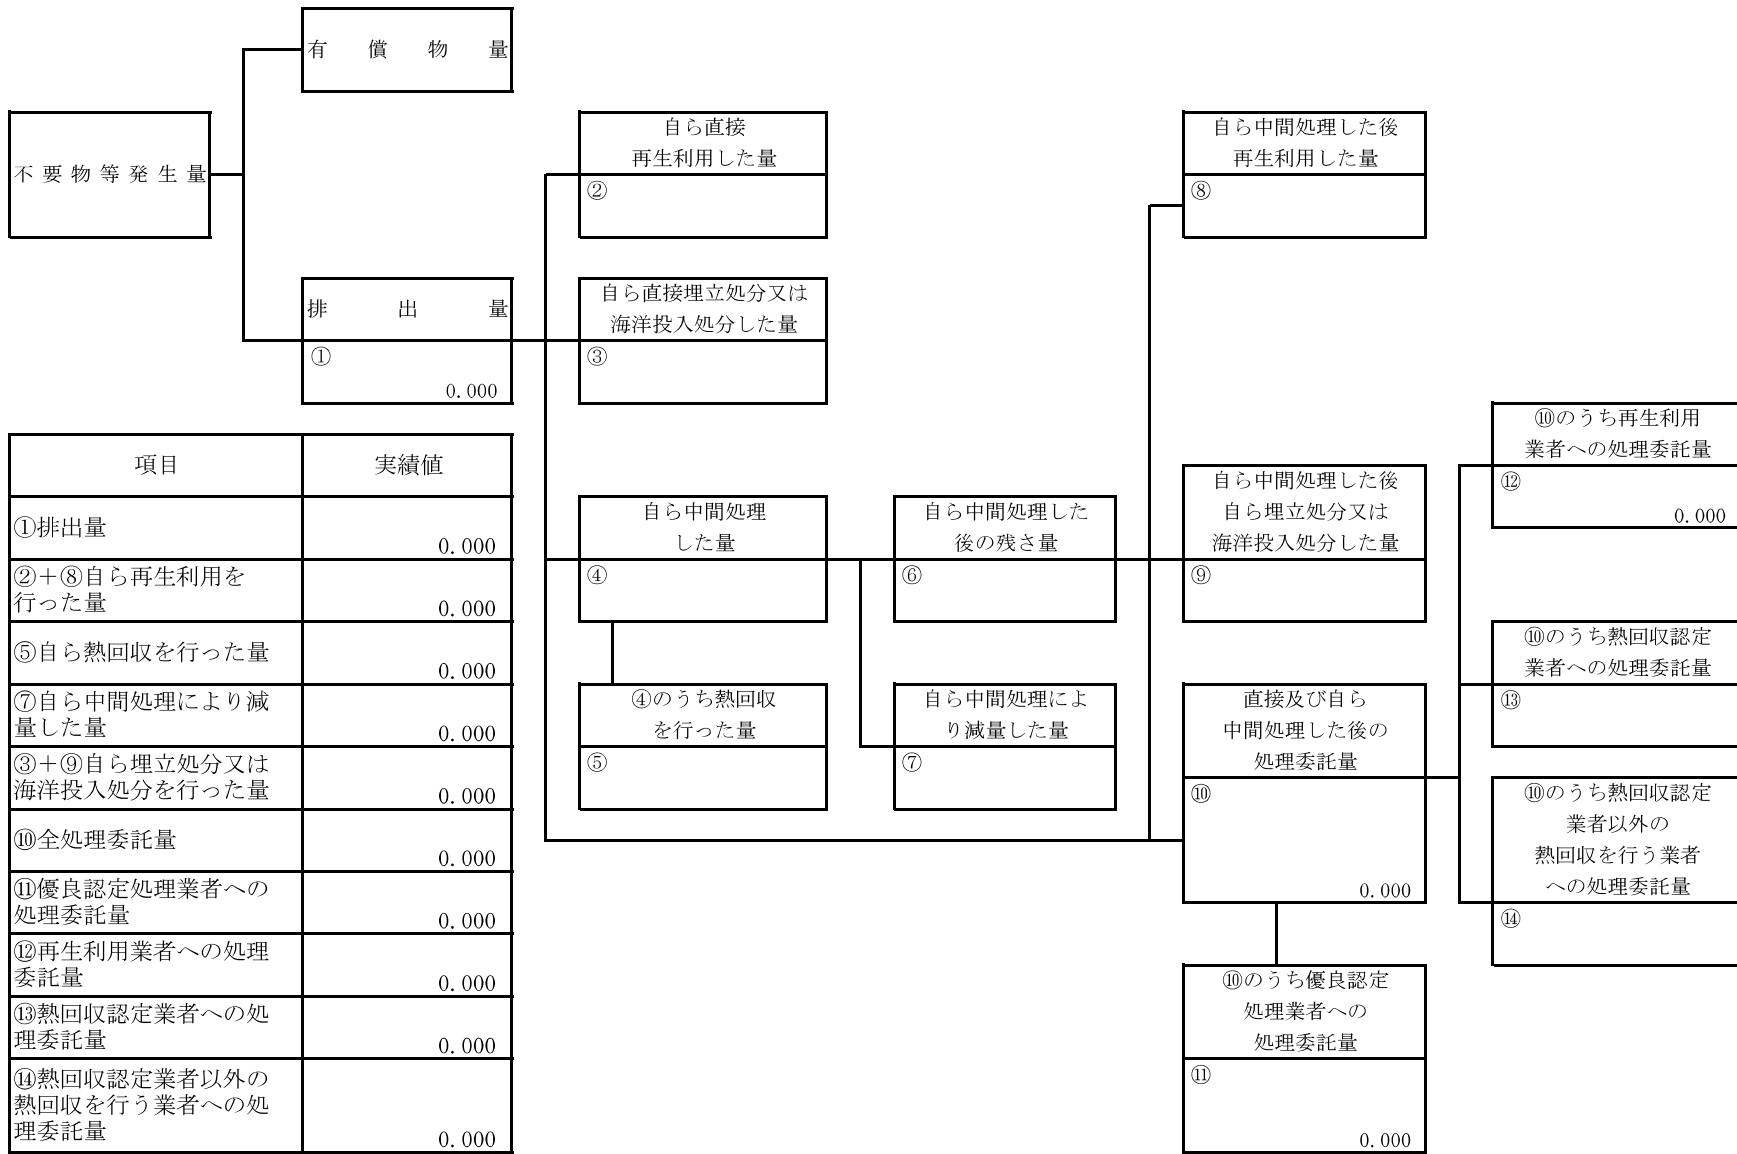 有償物量
不要物等発生量
排出量
①
0.000
自ら直接
再生利用した量
②
自ら直接埋立処分又は
海洋投入処分した量
③
自ら中間処理
した量
④
④のうち熱回収
を行った量
⑤
自ら中間処理した
後の残さ量
⑥
自ら中間処理によ
り減量した量
⑦
自ら中間処理した後
再生利用した量
⑧
自ら中間処理した後
自ら埋立処分又は
海洋投入処分した量
⑨
直接及び自ら
中間処理した後の
処理委託量
⑩
0.000
⑩のうち優良認定
処理業者への
処理委託量
⑪
0.000
⑩のうち再生利用
業者への処理委託量
⑫
0.000
⑩のうち熱回収認定
業者への処理委託量
⑬
⑩のうち熱回収認定
業者以外の
熱回収を行う業者
への処理委託量
⑭
項目 実績値
①排出量
0.000
②＋⑧自ら再生利用を
行った量
0.000
⑤自ら熱回収を行った量
0.000
⑦自ら中間処理により減
量した量
0.000
③＋⑨自ら埋立処分又は
海洋投入処分を行った量
0.000
⑩全処理委託量
0.000
⑪優良認定処理業者への
処理委託量
0.000
⑫再生利用業者への処理
委託量
0.000
⑬熱回収認定業者への処
理委託量
0.000
⑭熱回収認定業者以外の
熱回収を行う業者への処
理委託量
0.000